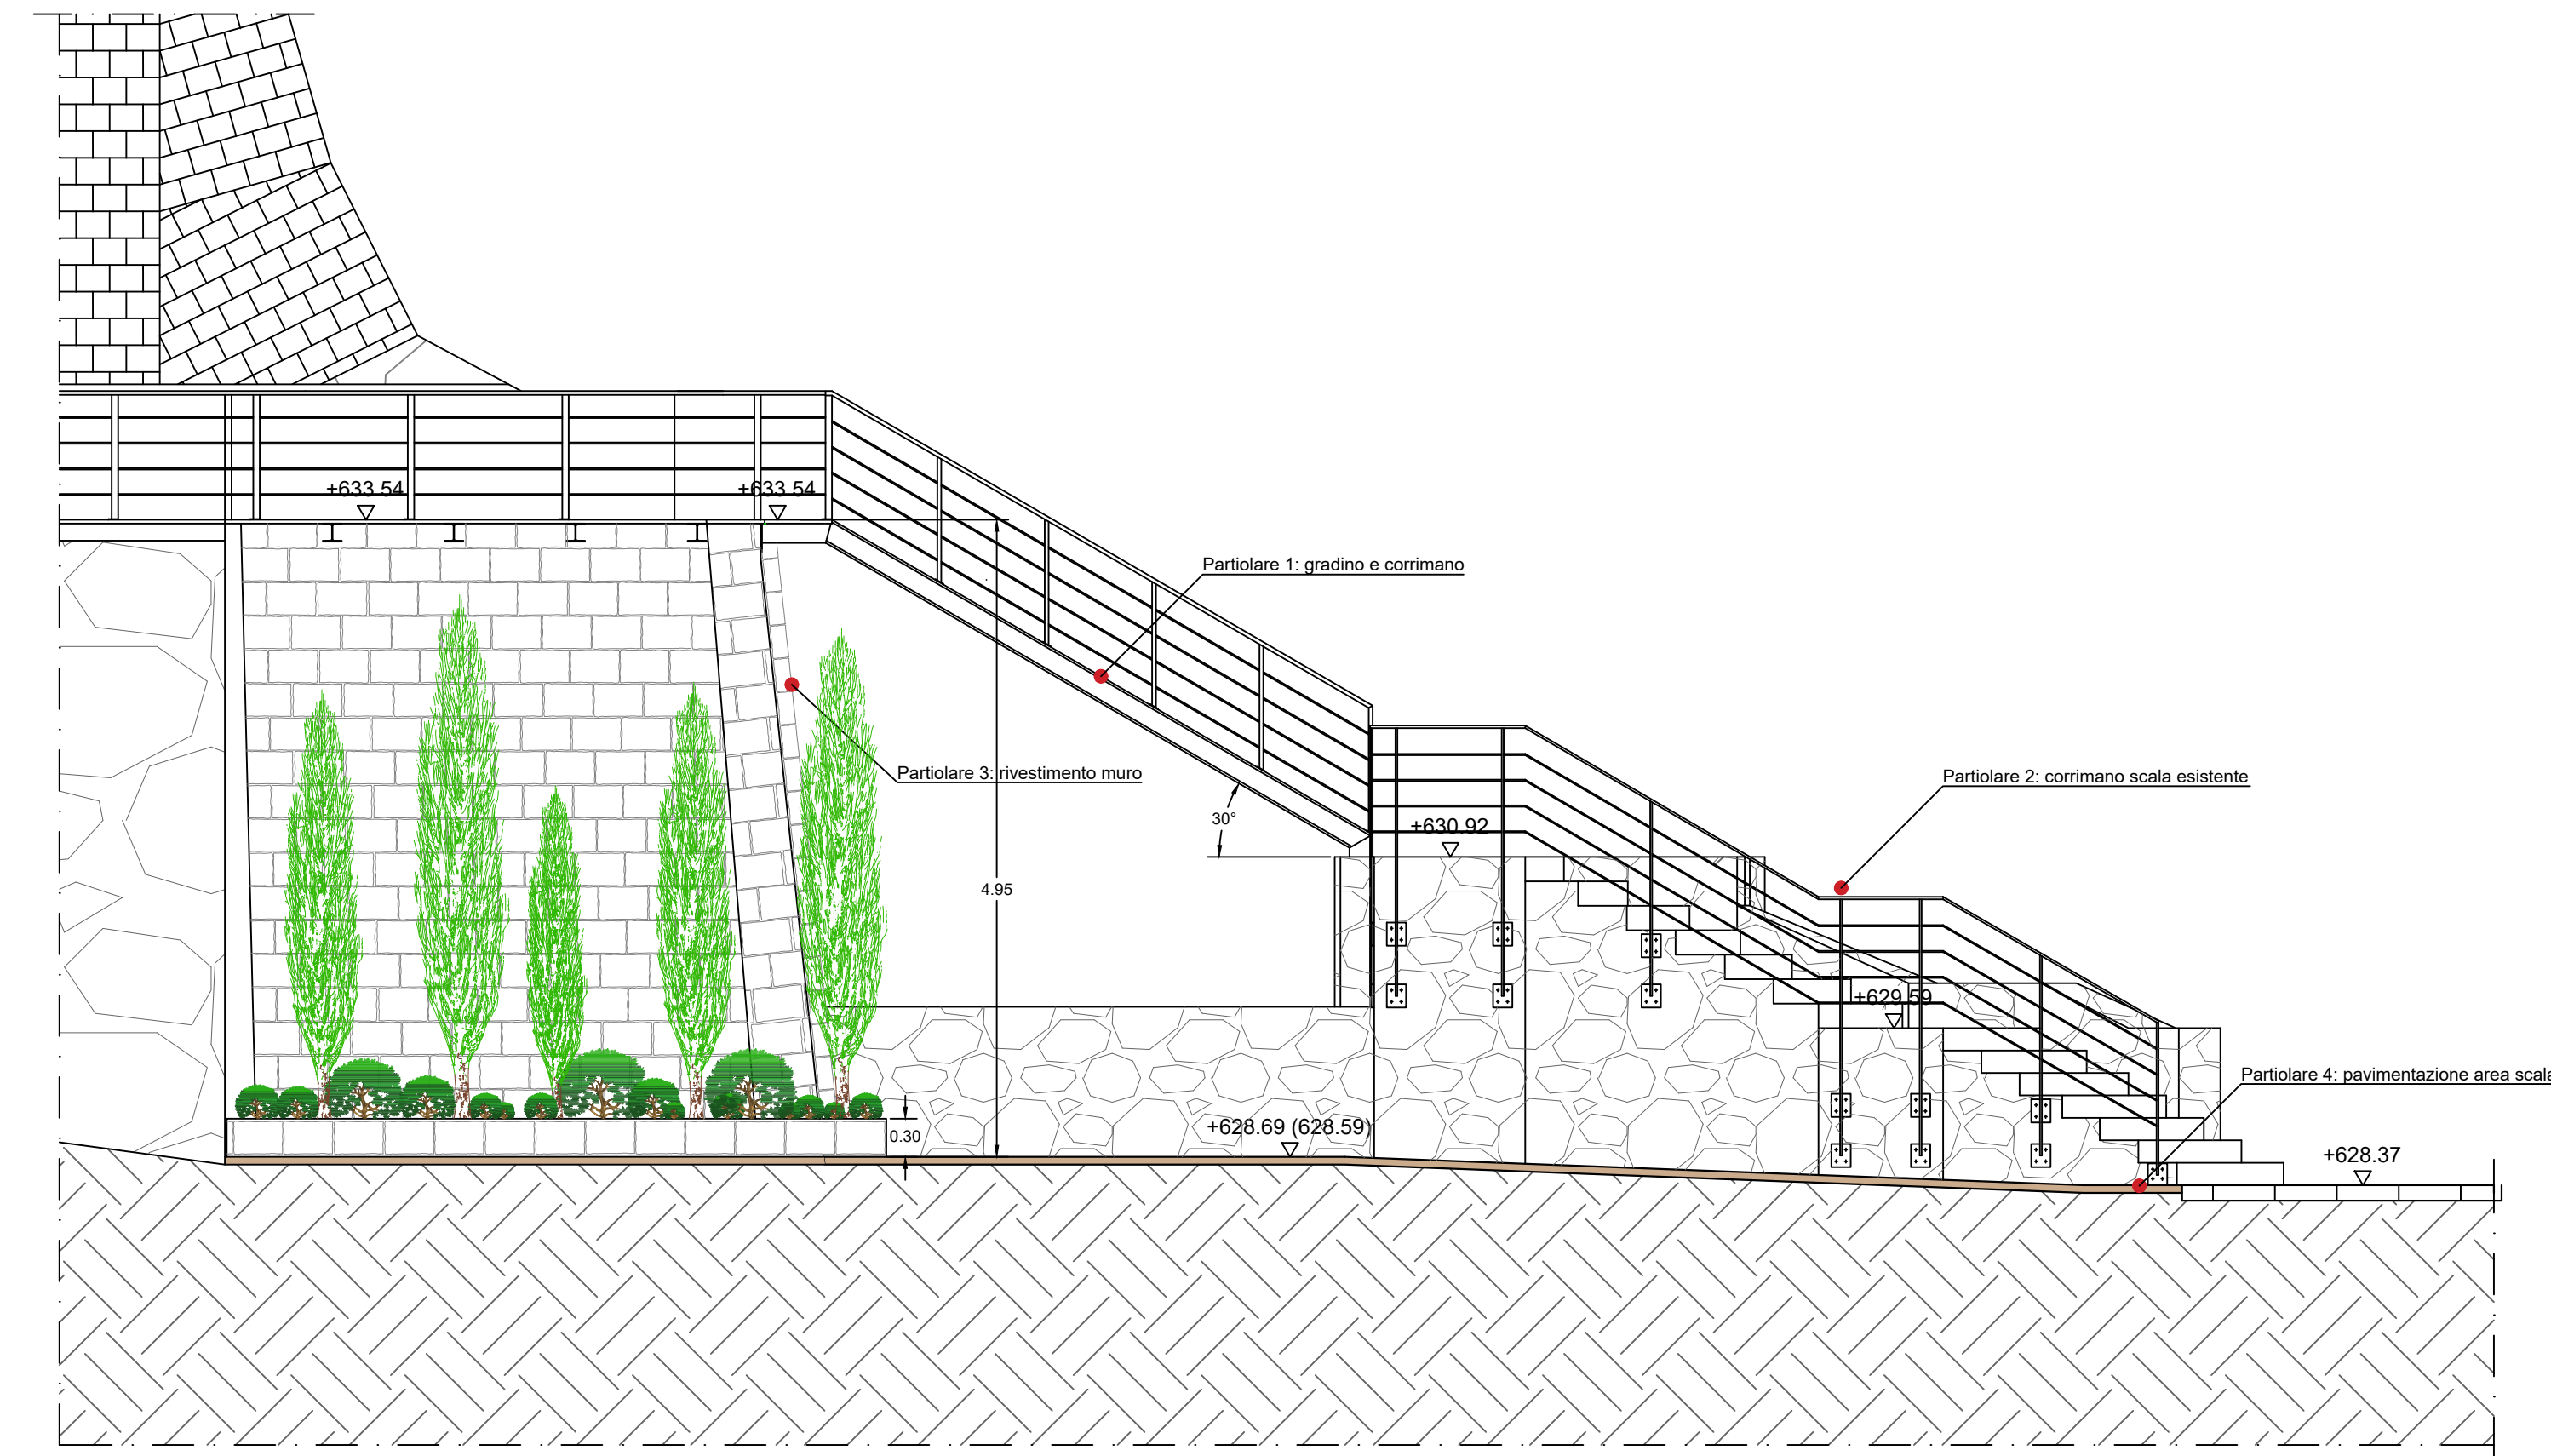 +633.54
+633.54
Partiolare 1: gradino e corrimano
Partiolare 3: rivestimento muro
Partiolare 2: corrimano scala esistente
30°
+630.92
4.95
+629.59
Partiolare 4: pavimentazione area scala
0.30
+628.69 (628.59)
+628.37